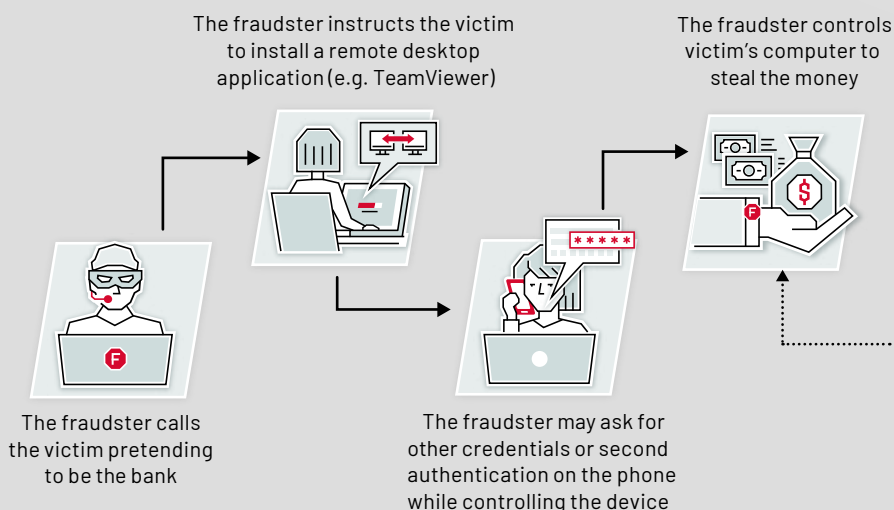 The fraudster instructs the victim
to install a remote desktop
application (e.g. TeamViewer)
The fraudster controls
victim's computer to
steal the money
$
F
*****
F
The fraudster calls
the victim pretending
to be the bank
The fraudster may ask for
other credentials or second
authentication on the phone
while controlling the device